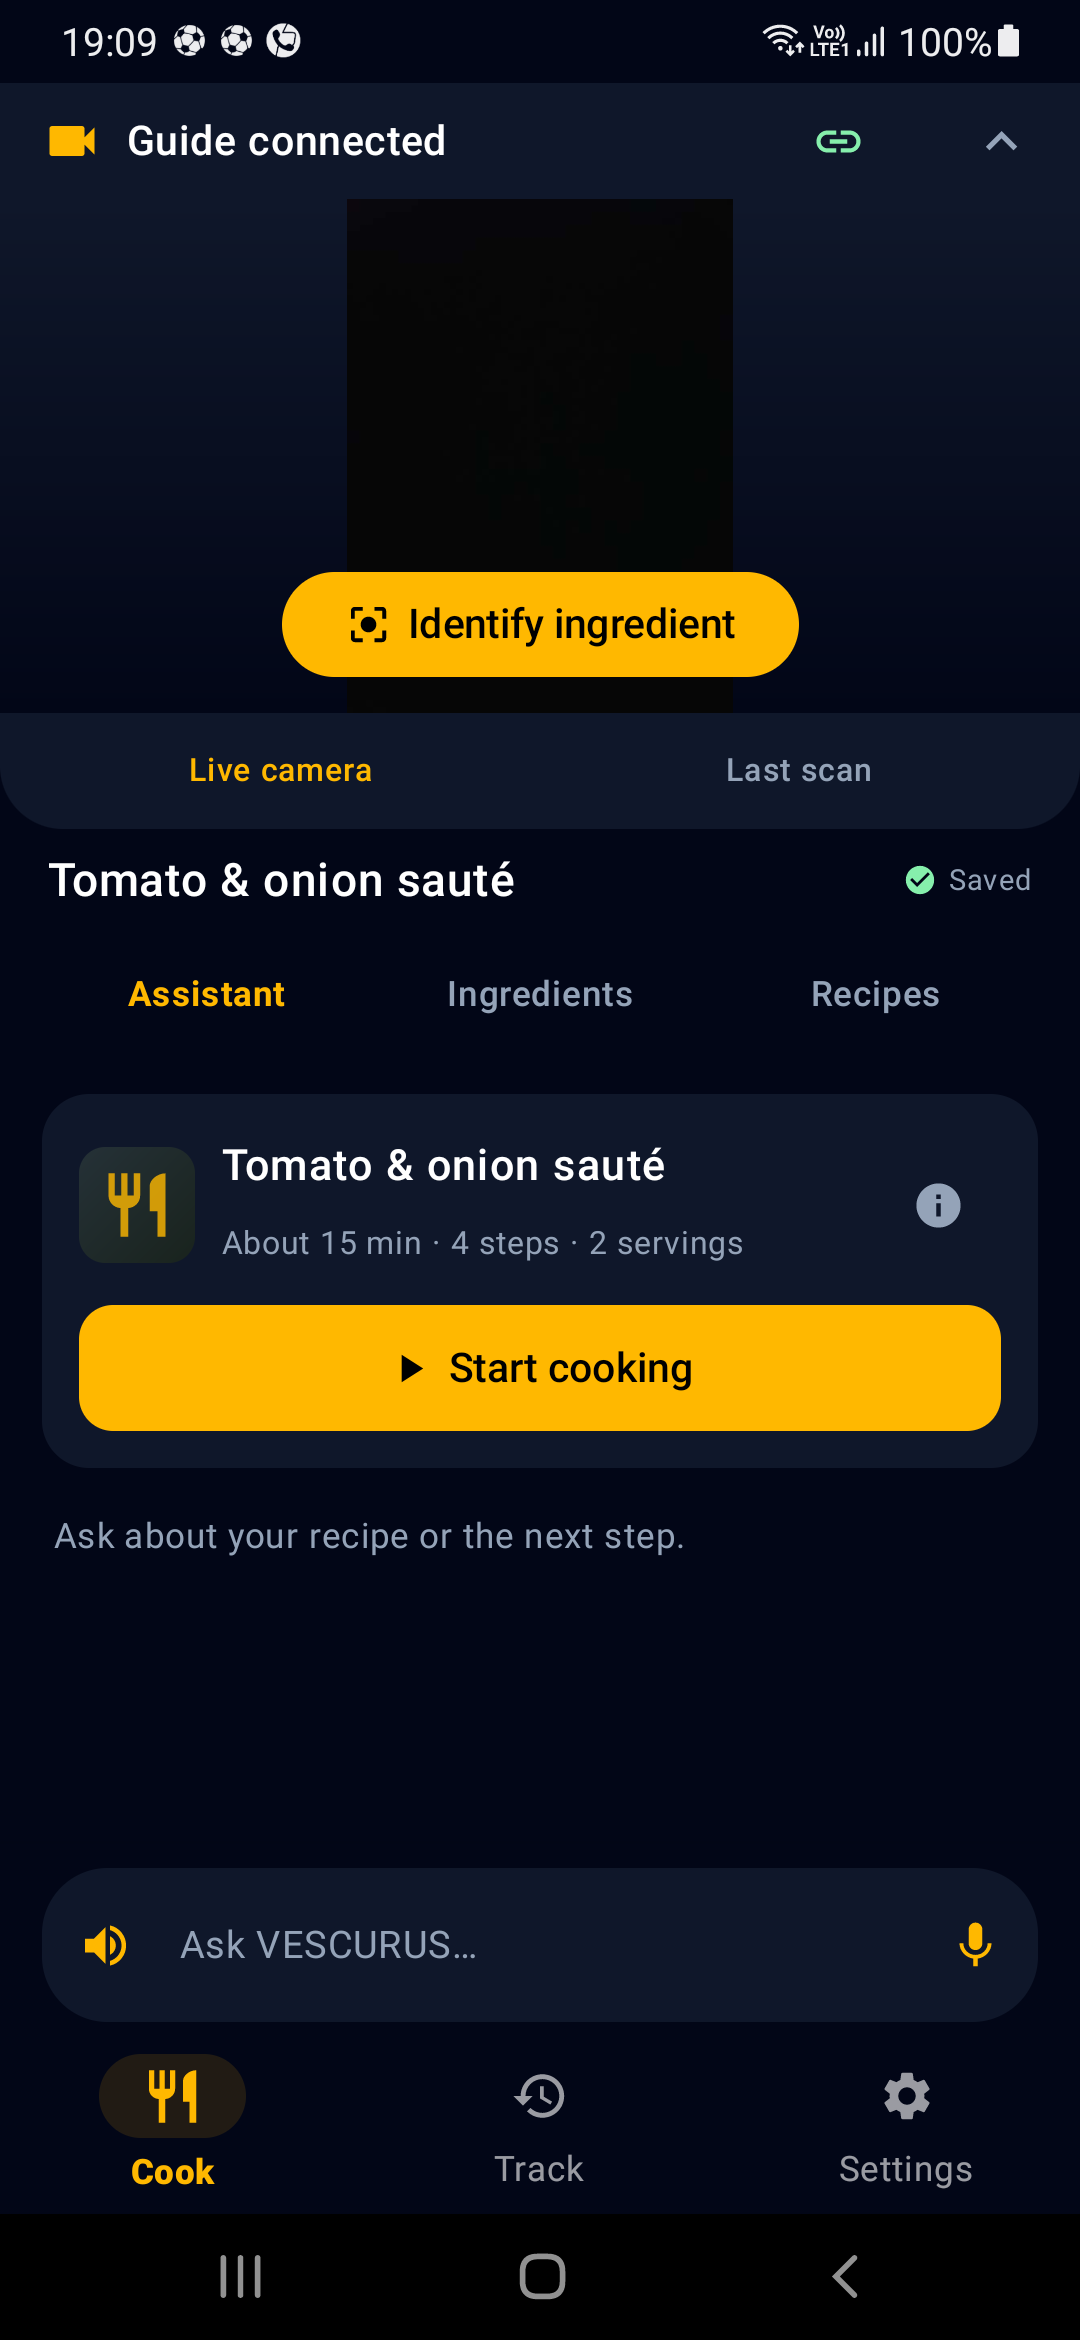 19:09 Vo)) LTE1 100%
Guide connected
Identify ingredient
Live camera Last scan
Tomato & onion sauté Saved
Assistant Ingredients Recipes
Tomato & onion sauté
About 15 min · 4 steps · 2 servings
Start cooking
Ask about your recipe or the next step.
Ask VESCURUS...
Cook Track Settings